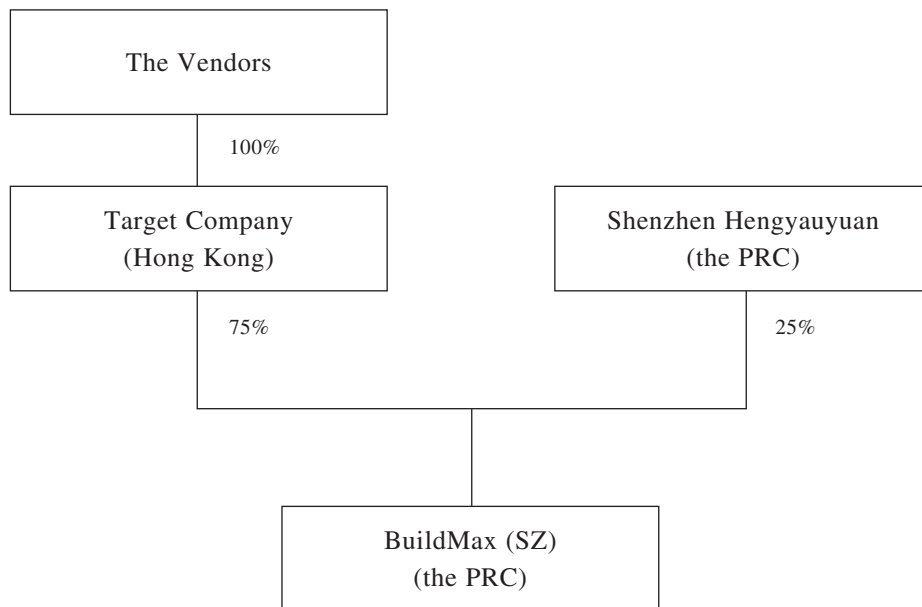 The Vendors
100%
Target Company
(Hong Kong)
Shenzhen Hengyauyuan
(the PRC)
75%
25%
BuildMax (SZ)
(the PRC)